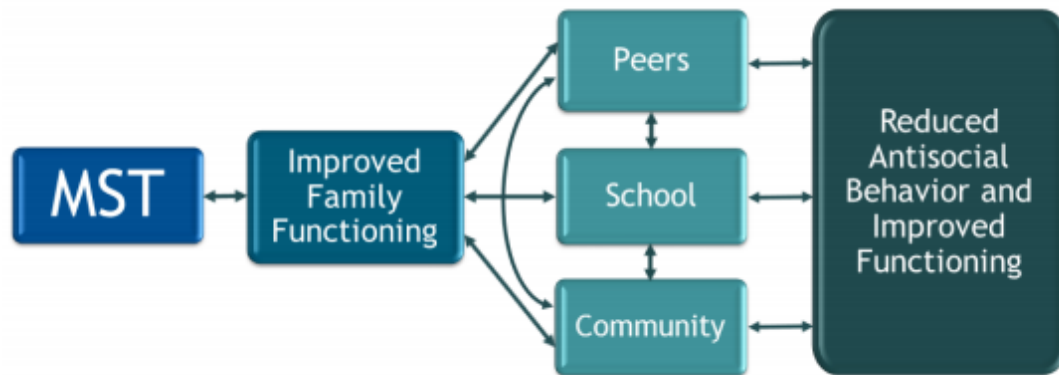 MST
Improved
Family
Functioning
Peers
School
Community
Reduced
Antisocial
Behavior and
Improved
Functioning